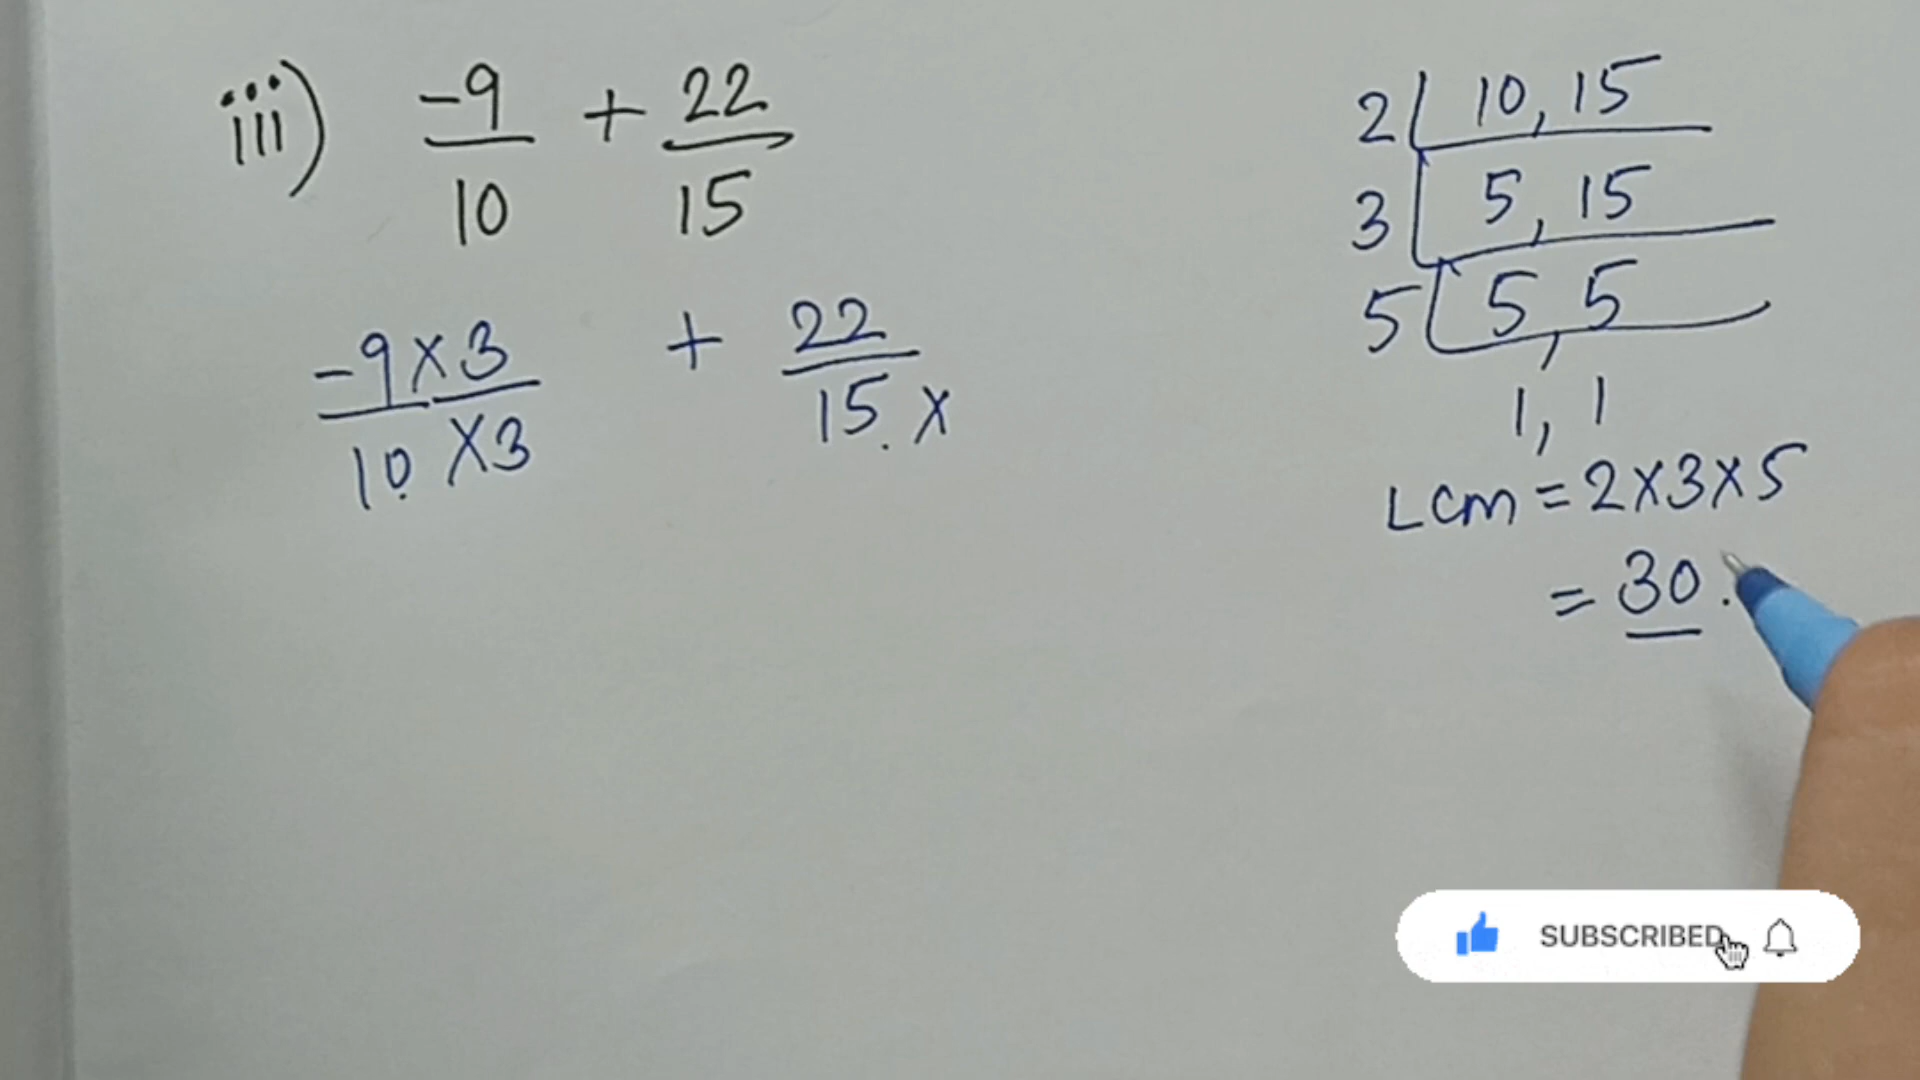 iii) -9/10 + 22/15
-9×3/10×3 + 22/15×
2 | 10, 15
3 | 5, 15
5 | 5, 5
1, 1
LCM = 2×3×5
= 30.
SUBSCRIBED